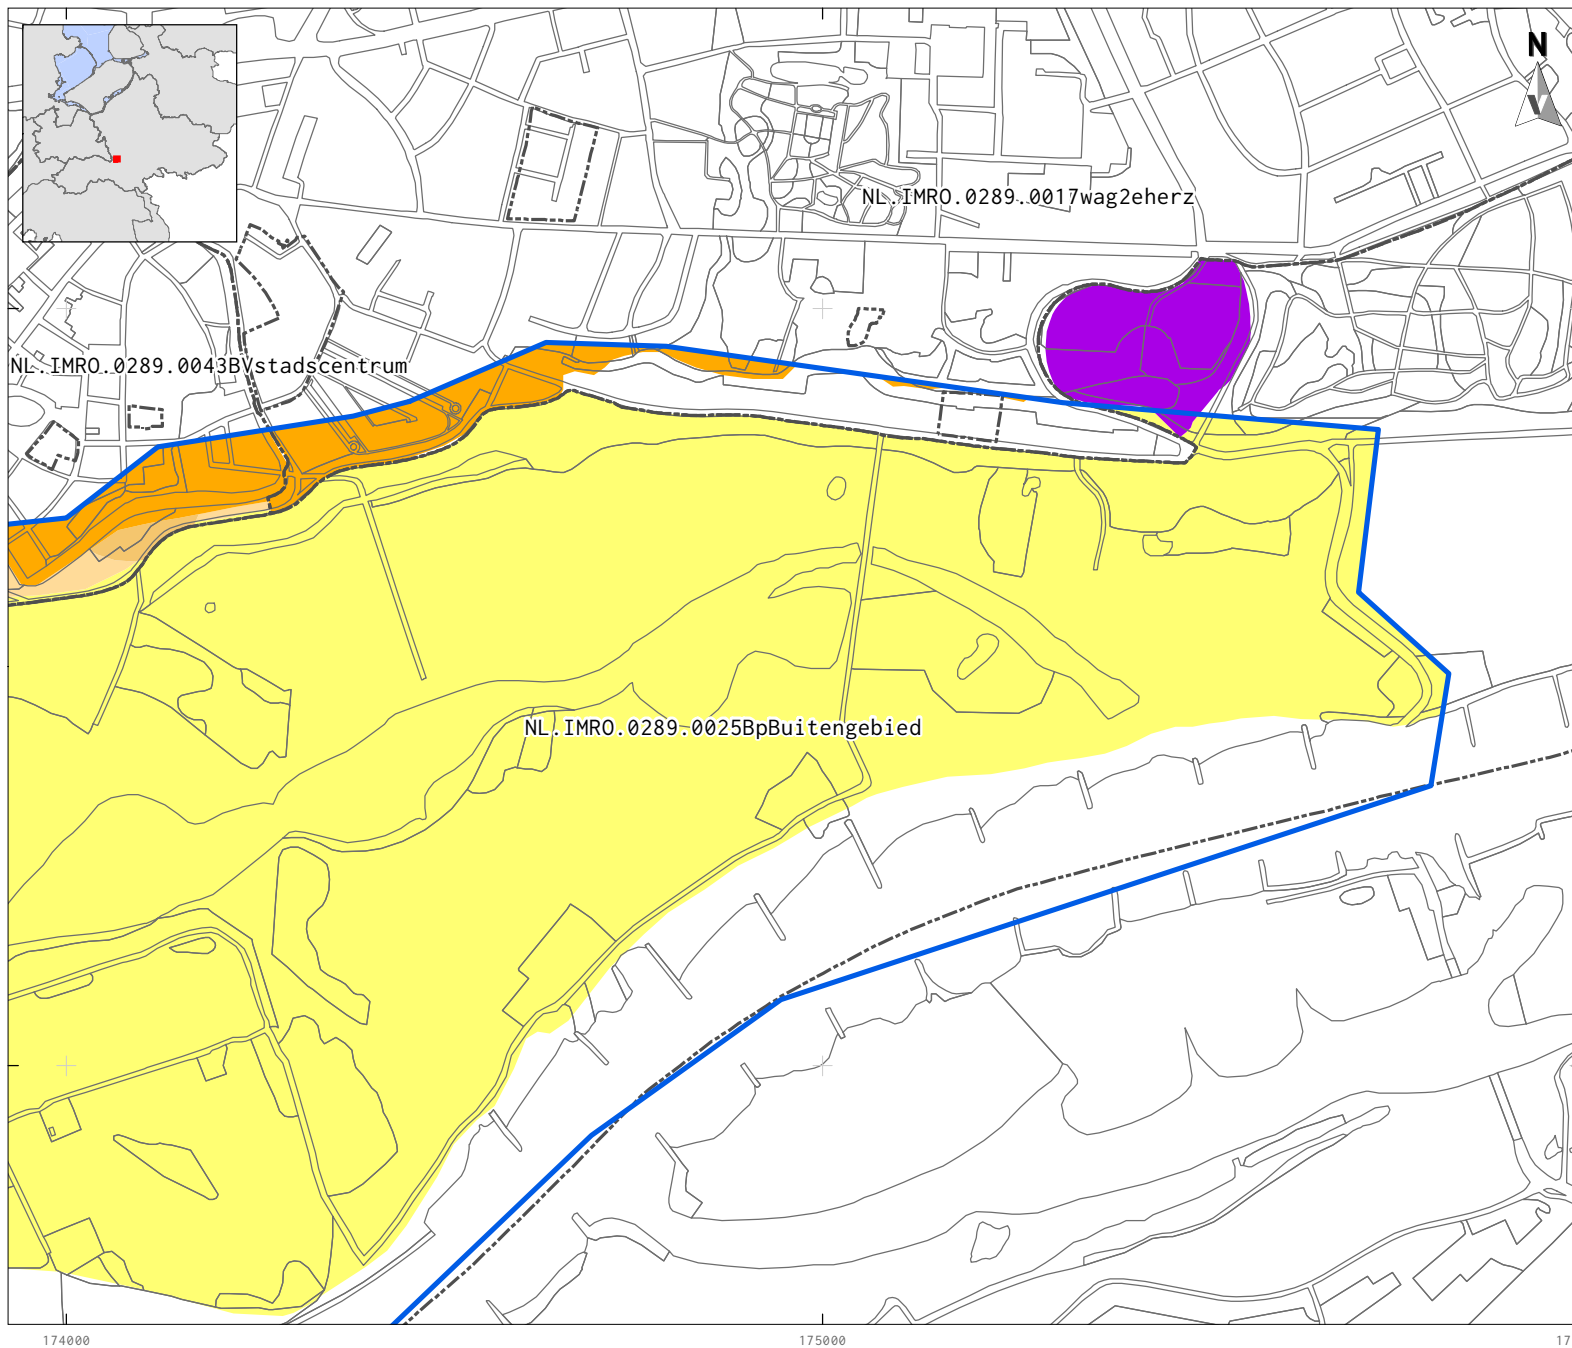 N
NL.IMRO.0289.0017wag2eherz
NL.IMRO.0289.0043BVstadscentrum
NL.IMRO.0289.0025BpBuitengebied
174000
175000
17